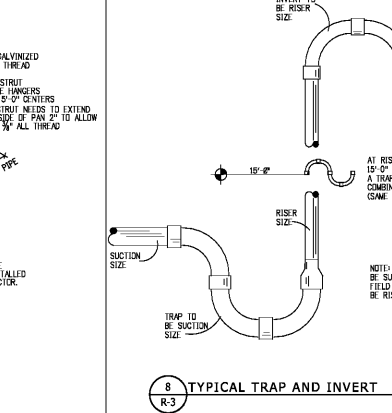 ALVINIZED
THREAD
STRUT
E HANGERS
5'-0" CENTERS
STRUT NEEDS TO EXTEND
SIDE OF PAN 2" TO ALLOW
⅜" ALL THREAD
PIPE
TALLED
CTOR.
INVERT TO
BE RISER
SIZE
15'-0"
AT RIS
15'-0"
A TRAP
COMBIN
(SAME
RISER
SIZE
SUCTION
SIZE
TRAP TO
BE SUCTION
SIZE
NOTE:
BE SU
FIELD
BE RIS
8
R-3
TYPICAL TRAP AND INVERT